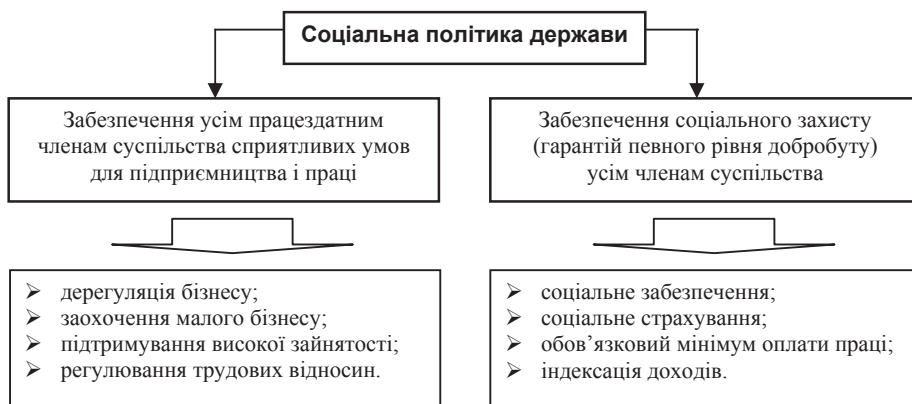 Соціальна політика держави
Забезпечення усім працездатним
членам суспільства сприятливих умов
для підприємництва і праці
Забезпечення соціального захисту
(гарантій певного рівня добробуту)
усім членам суспільства
➢ дерегуляція бізнесу;
➢ заохочення малого бізнесу;
➢ підтримування високої зайнятості;
➢ регулювання трудових відносин.
➢ соціальне забезпечення;
➢ соціальне страхування;
➢ обов’язковий мінімум оплати праці;
➢ індексація доходів.